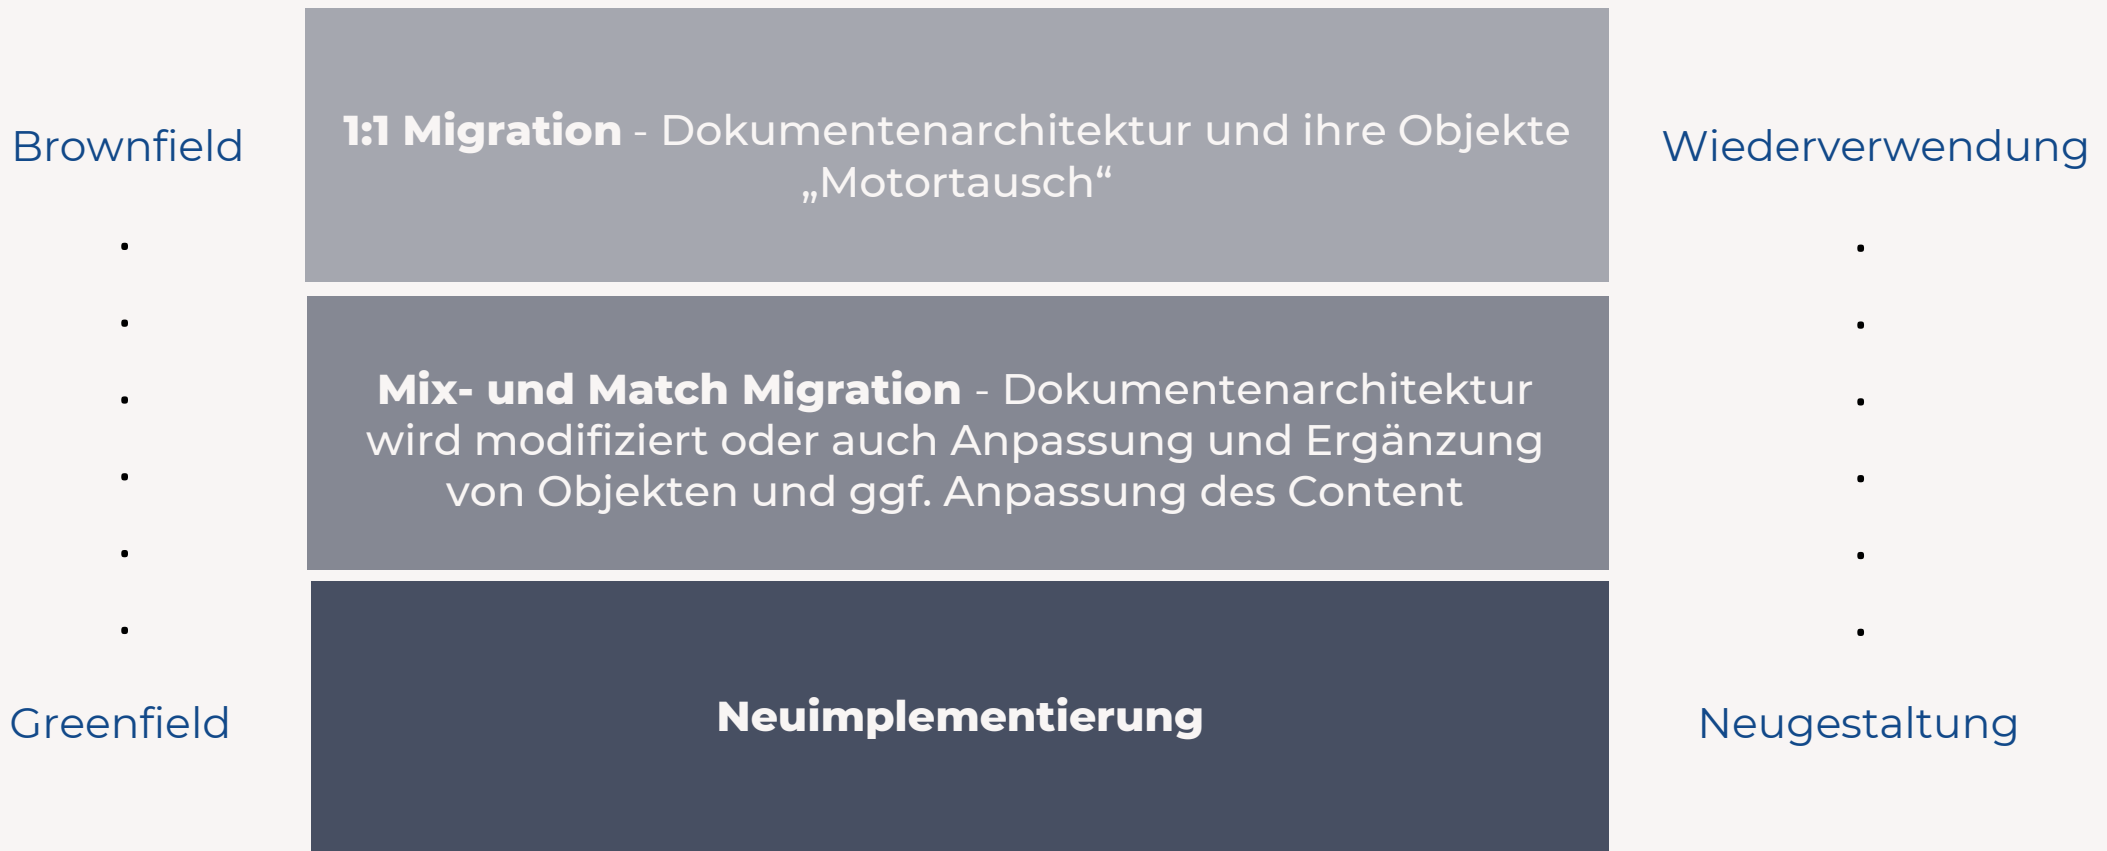 Brownfield
1:1 Migration - Dokumentenarchitektur und ihre Objekte
„Motortausch“
Wiederverwendung
Mix- und Match Migration - Dokumentenarchitektur
wird modifiziert oder auch Anpassung und Ergänzung
von Objekten und ggf. Anpassung des Content
Greenfield
Neuimplementierung
Neugestaltung